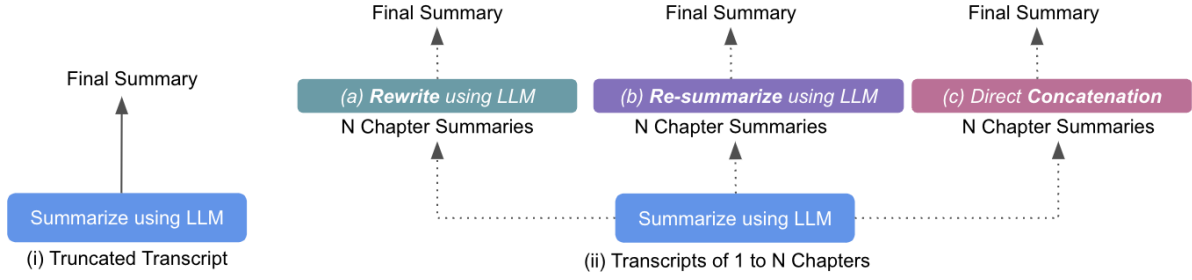 Final Summary
Summarize using LLM
(i) Truncated Transcript
Final Summary
(a) Rewrite using LLM
N Chapter Summaries
Final Summary
(b) Re-summarize using LLM
N Chapter Summaries
Final Summary
(c) Direct Concatenation
N Chapter Summaries
Summarize using LLM
(ii) Transcripts of 1 to N Chapters